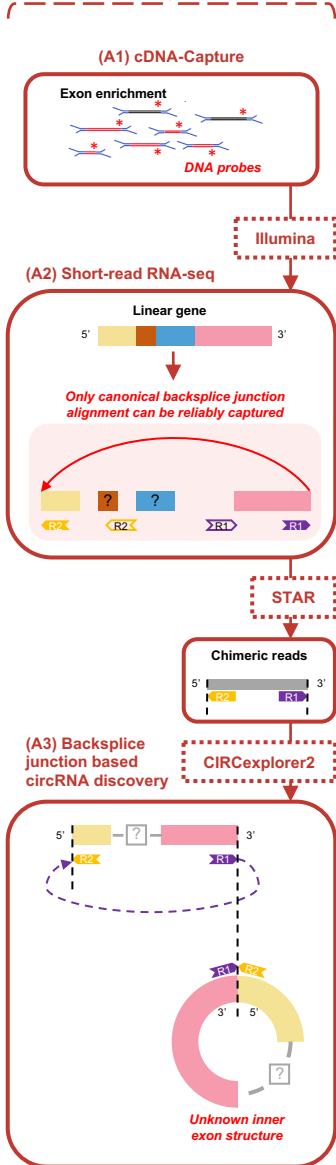 (A1) cDNA-Capture
Exon enrichment
* * * * * * *
DNA probes
Illumina
(A2) Short-read RNA-seq
Linear gene
5’ 3’
Only canonical backsplice junction
alignment can be reliably captured
? ?
R2 R2 R1 R1
STAR
Chimeric reads
5’ 3’
R2 R1
(A3) Backsplice
junction based
circRNA discovery
CIRCexplorer2
5’ ? 3’
R2 R1
R1 R2
3’ 5’
?
Unknown inner
exon structure